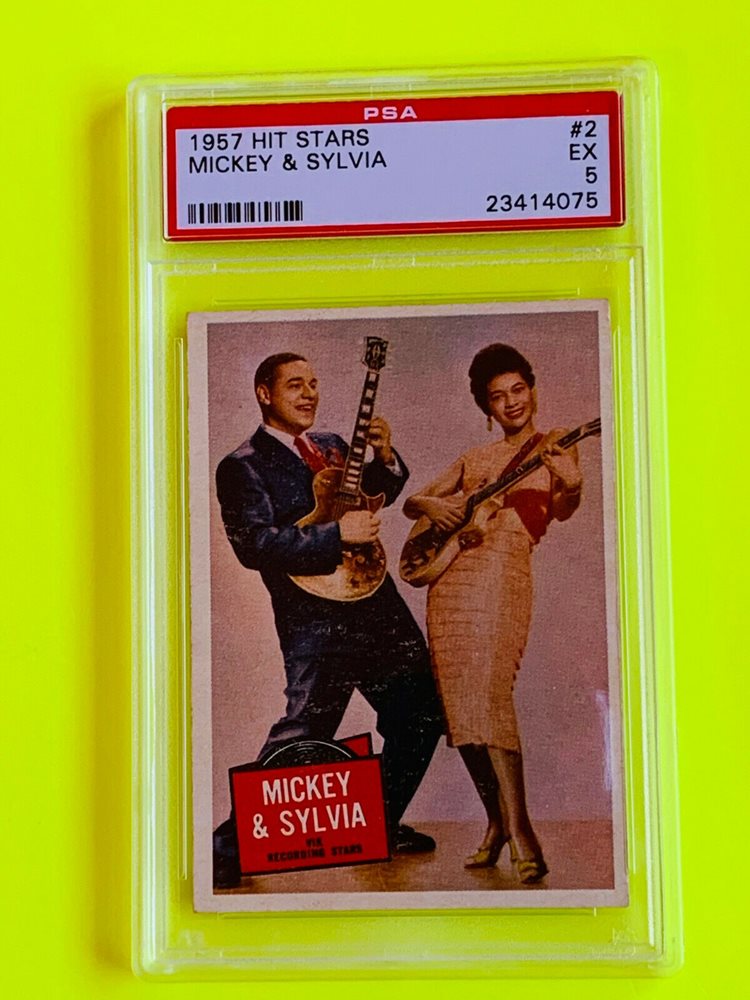 PSA
1957 HIT STARS #2
MICKEY & SYLVIA EX
5
23414075
MICKEY
& SYLVIA
VIK
RECORDING STARS